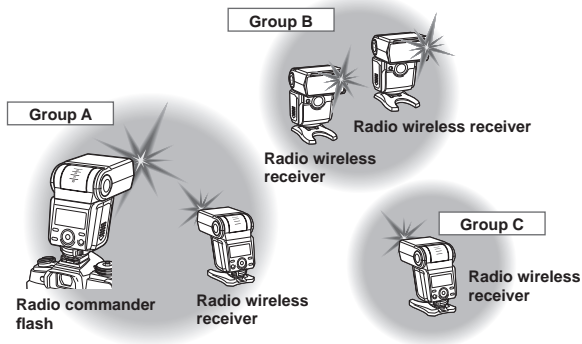 Group B
Group A
Radio wireless receiver
Radio wireless
receiver
Group C
Radio commander
flash
Radio wireless
receiver
Radio wireless
receiver